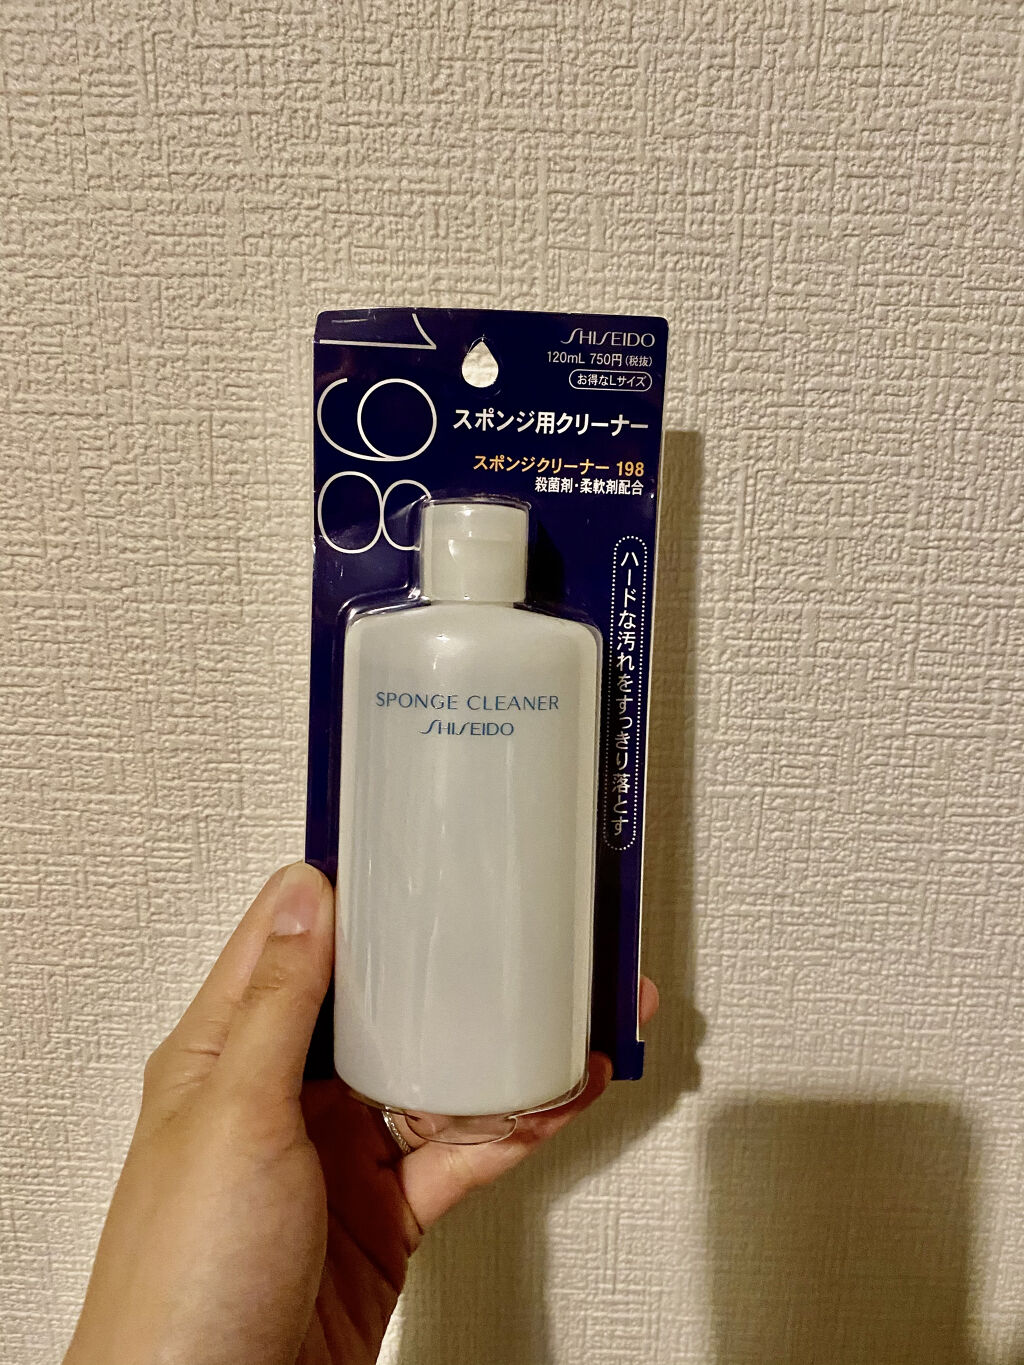 198
SHISEIDO
120mL 750円(税抜)
お得なLサイズ
スポンジ用クリーナー
スポンジクリーナー 198
殺菌剤・柔軟剤配合
ハードな汚れをすっきり落とす
SPONGE CLEANER
SHISEIDO